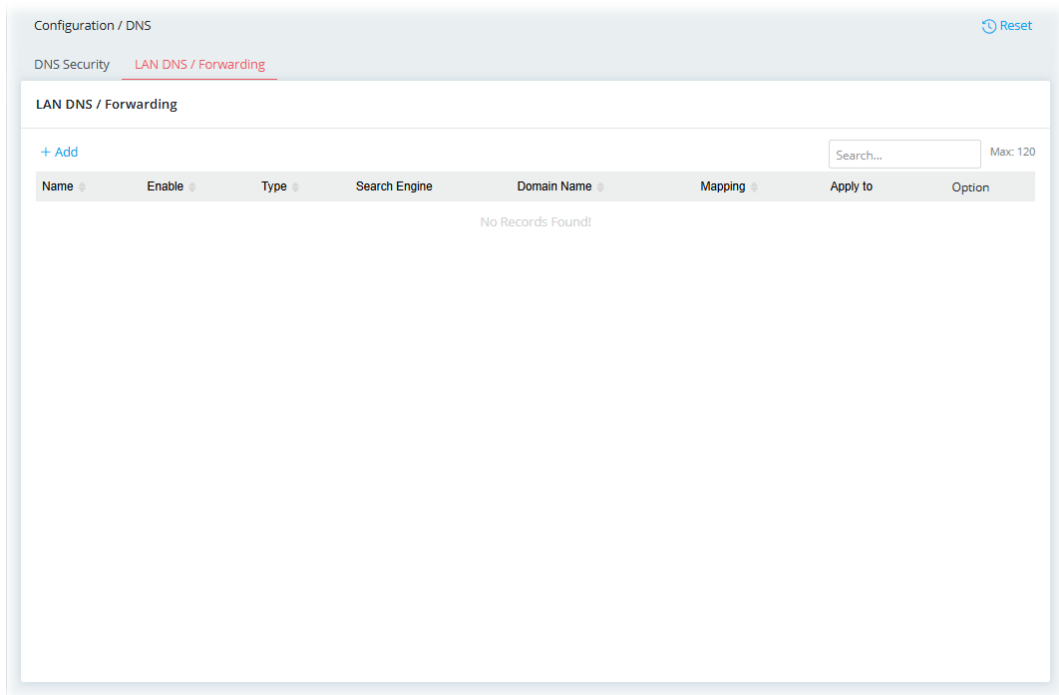 Configuration / DNS Reset
DNS Security LAN DNS / Forwarding
LAN DNS / Forwarding
+ Add Search... Max: 120
Name Enable Type Search Engine Domain Name Mapping Apply to Option
No Records Found!